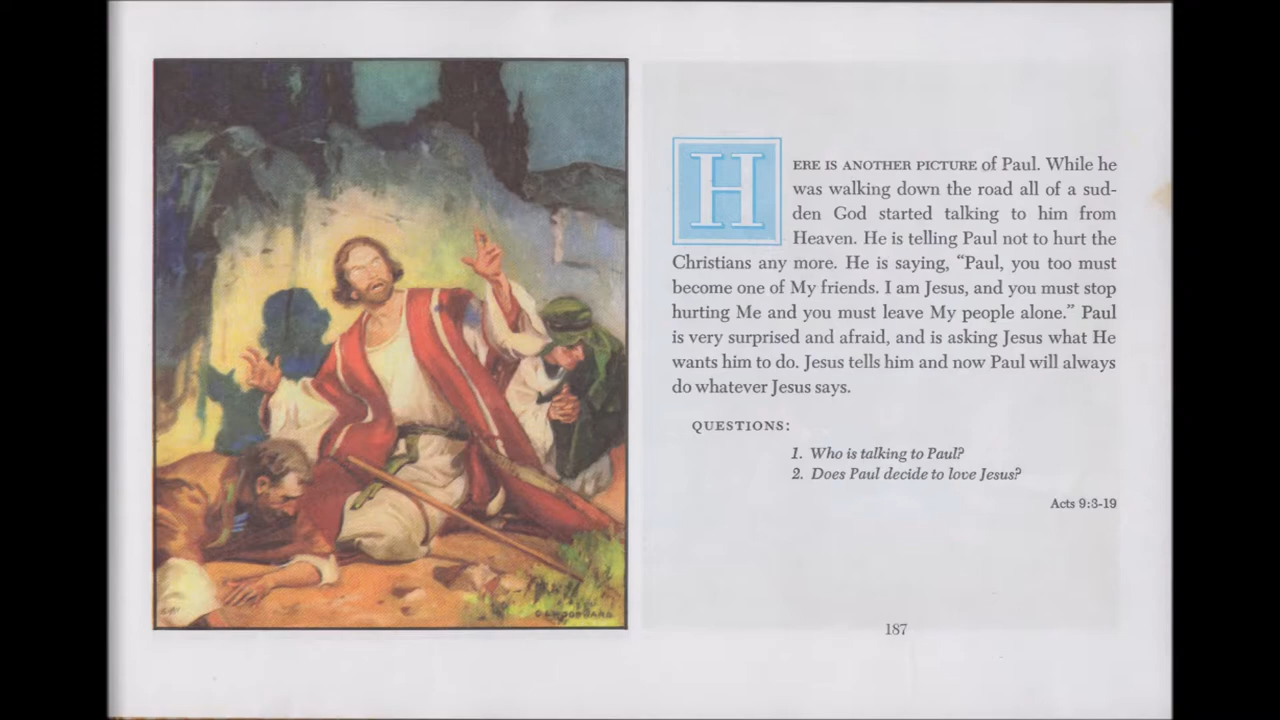 HERE IS ANOTHER PICTURE of Paul. While he
was walking down the road all of a sud-
den God started talking to him from
Heaven. He is telling Paul not to hurt the
Christians any more. He is saying, “Paul, you too must
become one of My friends. I am Jesus, and you must stop
hurting Me and you must leave My people alone.” Paul
is very surprised and afraid, and is asking Jesus what He
wants him to do. Jesus tells him and now Paul will always
do whatever Jesus says.
QUESTIONS:
1. Who is talking to Paul?
2. Does Paul decide to love Jesus?
Acts 9:3-19
187